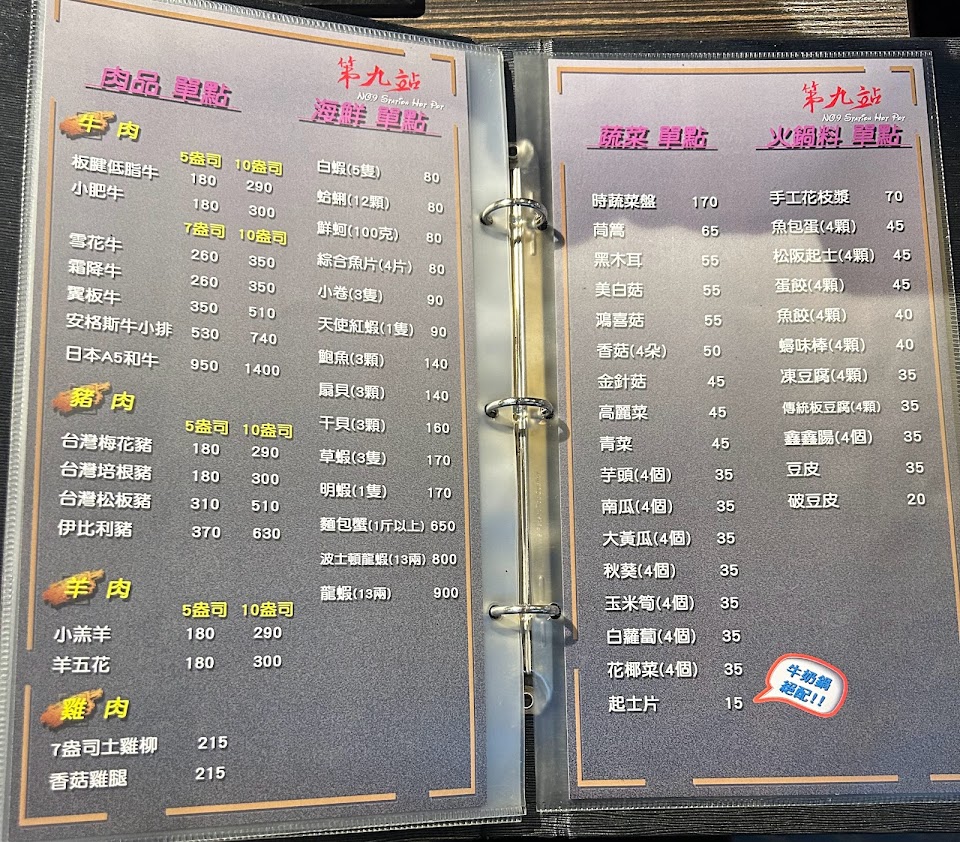 肉品 單點
第九站
NO9 Station Hot Pot
牛肉
5盎司 10盎司
板腱低脂牛 180 290
小肥牛 180 300
7盎司 10盎司
雪花牛 260 350
霜降牛 260 350
翼板牛 350 510
安格斯牛小排 530 740
日本A5和牛 950 1400
豬肉
5盎司 10盎司
台灣梅花豬 180 290
台灣培根豬 180 300
台灣松板豬 310 510
伊比利豬 370 630
羊肉
5盎司 10盎司
小羔羊 180 290
羊五花 180 300
雞肉
7盎司土雞柳 215
香菇雞腿 215
海鮮 單點
白蝦(5隻) 80
蛤蜊(12顆) 80
鮮蚵(100克) 80
綜合魚片(4片) 80
小卷(3隻) 90
天使紅蝦(1隻) 90
鮑魚(3顆) 140
扇貝(3顆) 140
干貝(3顆) 160
草蝦(3隻) 170
明蝦(1隻) 170
麵包蟹(1斤以上) 650
波士頓龍蝦(13兩) 800
龍蝦(13兩) 900
第九站
NO9 Station Hot Pot
蔬菜 單點
時蔬菜盤 170
茼篙 65
黑木耳 55
美白菇 55
鴻喜菇 55
香菇(4朵) 50
金針菇 45
高麗菜 45
青菜 45
芋頭(4個) 35
南瓜(4個) 35
大黃瓜(4個) 35
秋葵(4個) 35
玉米筍(4個) 35
白蘿蔔(4個) 35
花椰菜(4個) 35
起士片 15
牛奶鍋
絕配!!
火鍋料 單點
手工花枝漿 70
魚包蛋(4顆) 45
松阪起士(4顆) 45
蛋餃(4顆) 45
魚餃(4顆) 40
蟳味棒(4顆) 40
凍豆腐(4顆) 35
傳統板豆腐(4顆) 35
鑫鑫腸(4個) 35
豆皮 35
破豆皮 20